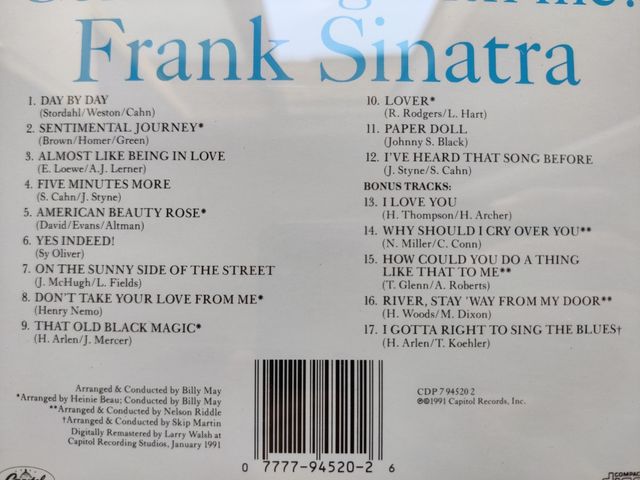 Frank Sinatra
1. DAY BY DAY
(Stordahl/Weston/Cahn)
2. SENTIMENTAL JOURNEY*
(Brown/Homer/Green)
3. ALMOST LIKE BEING IN LOVE
(E. Loewe/A.J. Lerner)
4. FIVE MINUTES MORE
(S. Cahn/J. Styne)
5. AMERICAN BEAUTY ROSE*
(David/Evans/Altman)
6. YES INDEED!
(Sy Oliver)
7. ON THE SUNNY SIDE OF THE STREET
(J. McHugh/L. Fields)
8. DON'T TAKE YOUR LOVE FROM ME*
(Henry Nemo)
9. THAT OLD BLACK MAGIC*
(H. Arlen/J. Mercer)
10. LOVER*
(R. Rodgers/L. Hart)
11. PAPER DOLL
(Johnny S. Black)
12. I'VE HEARD THAT SONG BEFORE
(J. Styne/S. Cahn)
BONUS TRACKS:
13. I LOVE YOU
(H. Thompson/H. Archer)
14. WHY SHOULD I CRY OVER YOU**
(N. Miller/C. Conn)
15. HOW COULD YOU DO A THING
LIKE THAT TO ME**
(T. Glenn/A. Roberts)
16. RIVER, STAY 'WAY FROM MY DOOR**
(H. Woods/M. Dixon)
17. I GOTTA RIGHT TO SING THE BLUES†
(H. Arlen/T. Koehler)
Arranged & Conducted by Billy May
*Arranged by Heinie Beau; Conducted by Billy May
**Arranged & Conducted by Nelson Riddle
†Arranged & Conducted by Skip Martin
Digitally Remastered by Larry Walsh at
Capitol Recording Studios, January 1991
CDP 7 94520 2
℗©1991 Capitol Records, Inc.
0 7777-94520-2 6